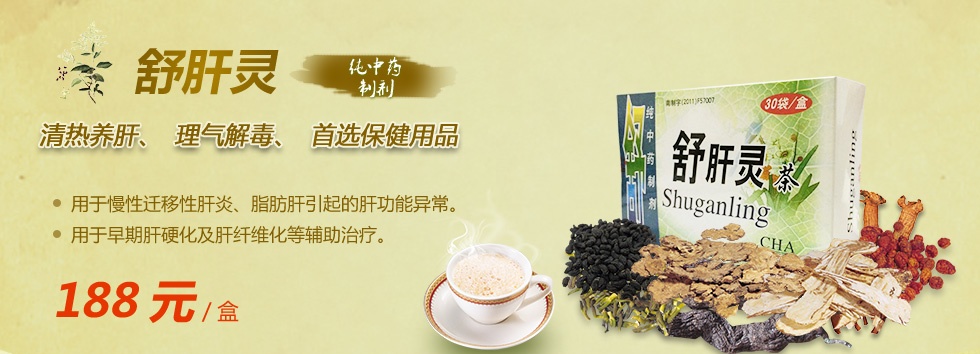 舒肝灵
纯中药
制剂
清热养肝、 理气解毒、 首选保健用品
用于慢性迁移性肝炎、脂肪肝引起的肝功能异常。
用于早期肝硬化及肝纤维化等辅助治疗。
188元/盒
30袋/盒
纯中药制剂
舒肝灵茶
Shuganling
CHA
Shuganling